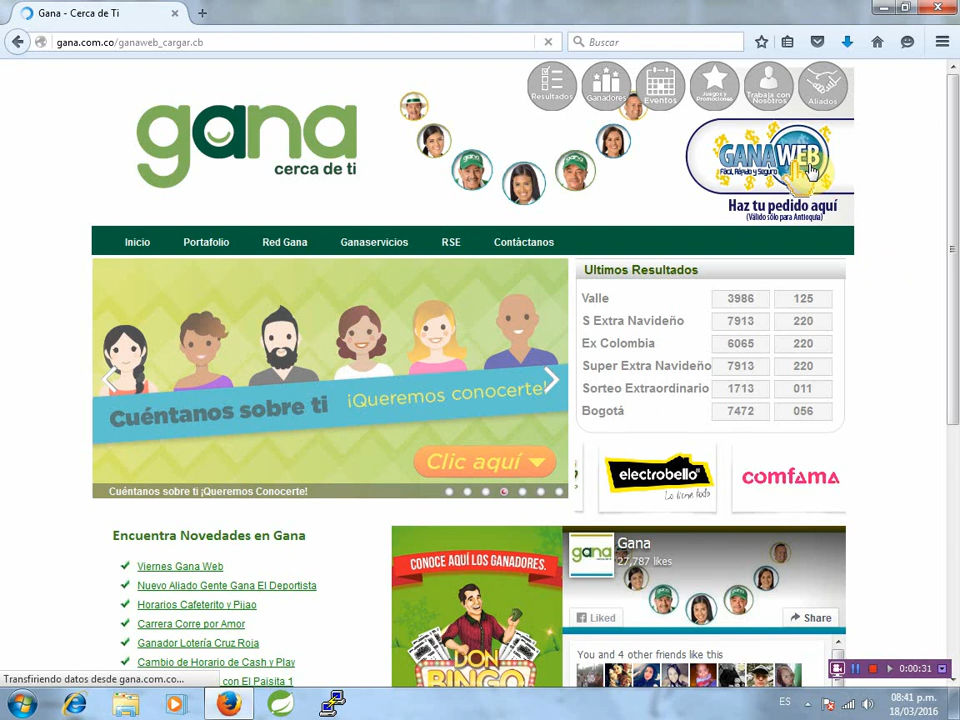 Gana - Cerca de Ti
gana.com.co/ganaweb_cargar.cb
Buscar
Resultados
Ganadores
Eventos
Juegos y Promociones
Trabaja con Nosotros
Aliados
gana
cerca de ti
GANAWEB
Fácil, Rápido y Seguro
Haz tu pedido aquí
(Válido sólo para Antioquia)
Inicio Portafolio Red Gana Ganaservicios RSE Contáctanos
Cuéntanos sobre ti ¡Queremos conocerte!
Clic aquí
Cuéntanos sobre ti ¡Queremos Conocerte!
Ultimos Resultados
Valle 3986 125
S Extra Navideño 7913 220
Ex Colombia 6065 220
Super Extra Navideño 7913 220
Sorteo Extraordinario 1713 011
Bogotá 7472 056
electrobello
Lo tiene todo
comfama
Encuentra Novedades en Gana
Viernes Gana Web
Nuevo Aliado Gente Gana El Deportista
Horarios Cafeterito y Pijao
Carrera Corre por Amor
Ganador Lotería Cruz Roja
Cambio de Horario de Cash y Play
con El Paisita 1
CONOCE AQUÍ LOS GANADORES.
DON
BINGO
gana
Gana
27,787 likes
Liked
Share
You and 4 other friends like this
Transfiriendo datos desde gana.com.co...
0:00:31
ES
08:41 p.m.
18/03/2016